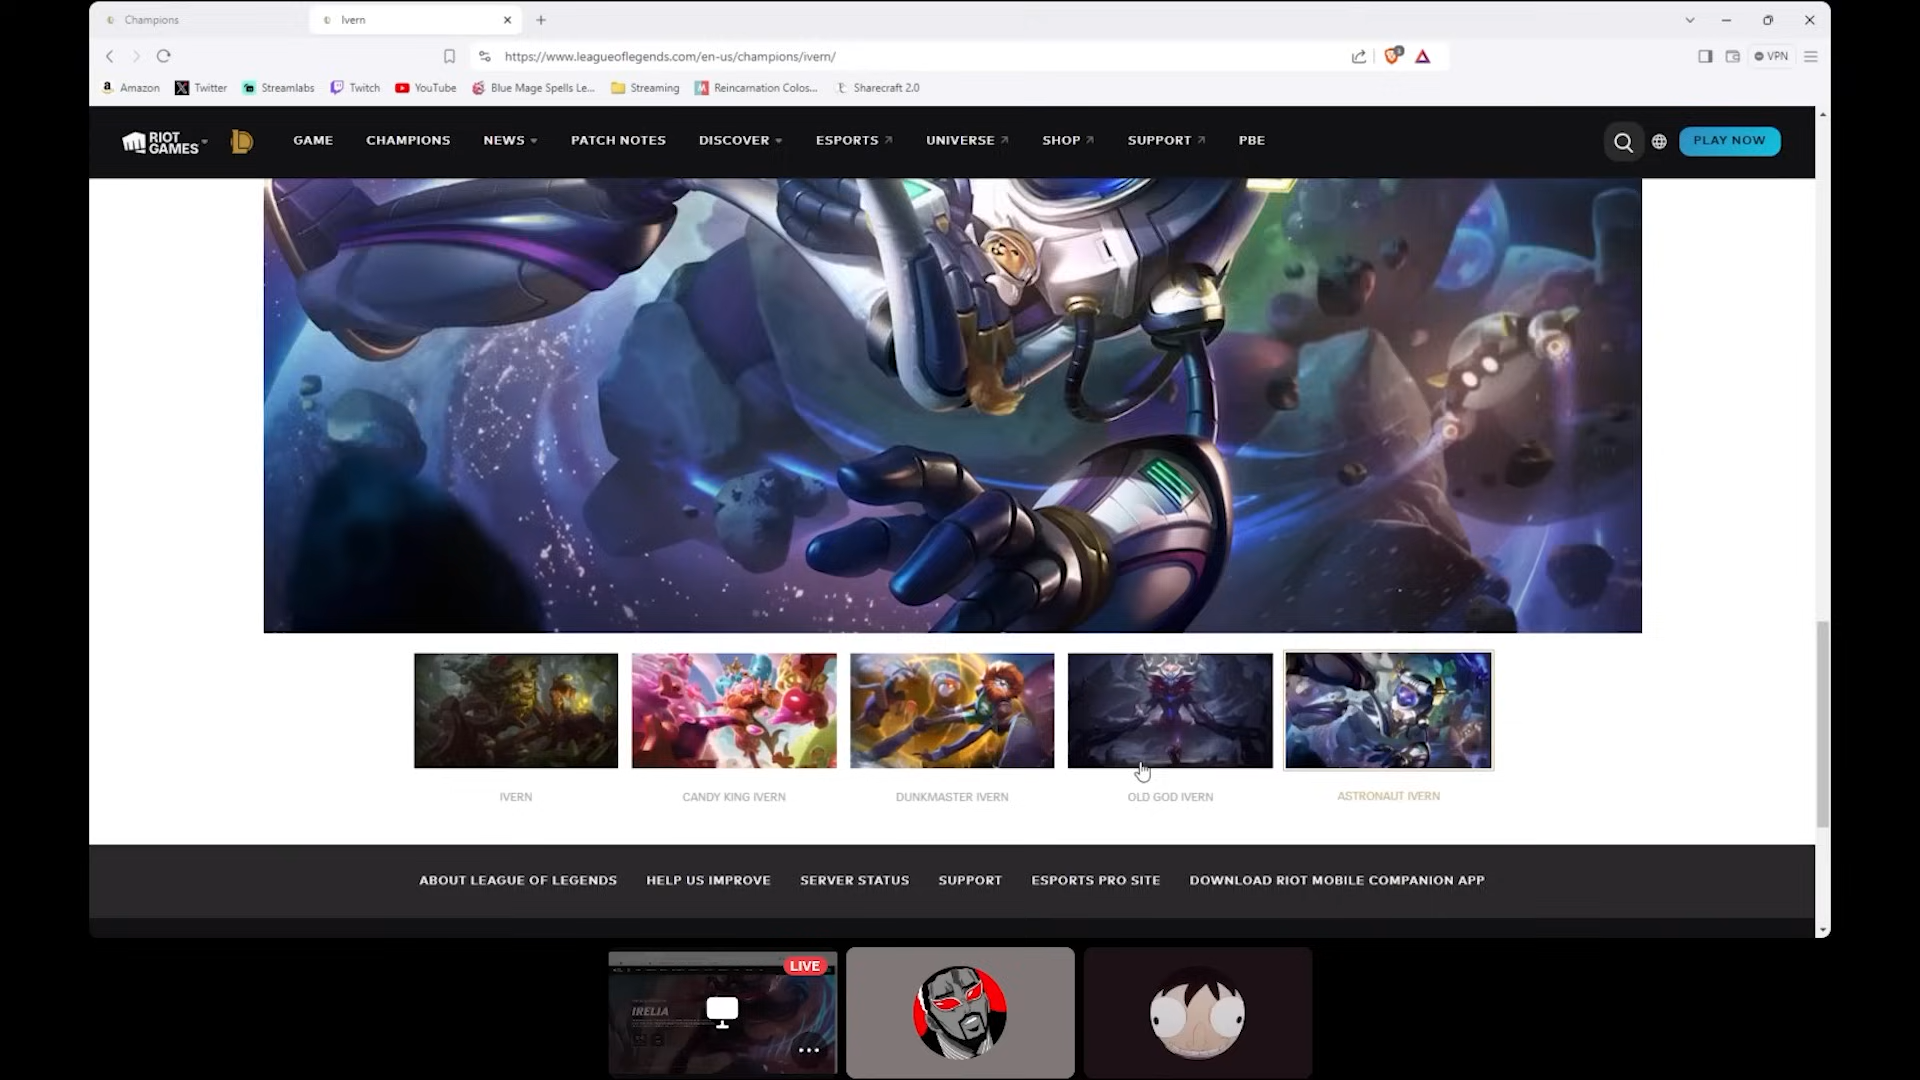 Champions
Ivern
https://www.leagueoflegends.com/en-us/champions/ivern/
VPN
Amazon
Twitter
Streamlabs
Twitch
YouTube
Blue Mage Spells Le...
Streaming
Reincarnation Colos...
Sharecraft 2.0
RIOT GAMES
GAME
CHAMPIONS
NEWS
PATCH NOTES
DISCOVER
ESPORTS
UNIVERSE
SHOP
SUPPORT
PBE
PLAY NOW
IVERN
CANDY KING IVERN
DUNKMASTER IVERN
OLD GOD IVERN
ASTRONAUT IVERN
ABOUT LEAGUE OF LEGENDS
HELP US IMPROVE
SERVER STATUS
SUPPORT
ESPORTS PRO SITE
DOWNLOAD RIOT MOBILE COMPANION APP
LIVE
IRELIA